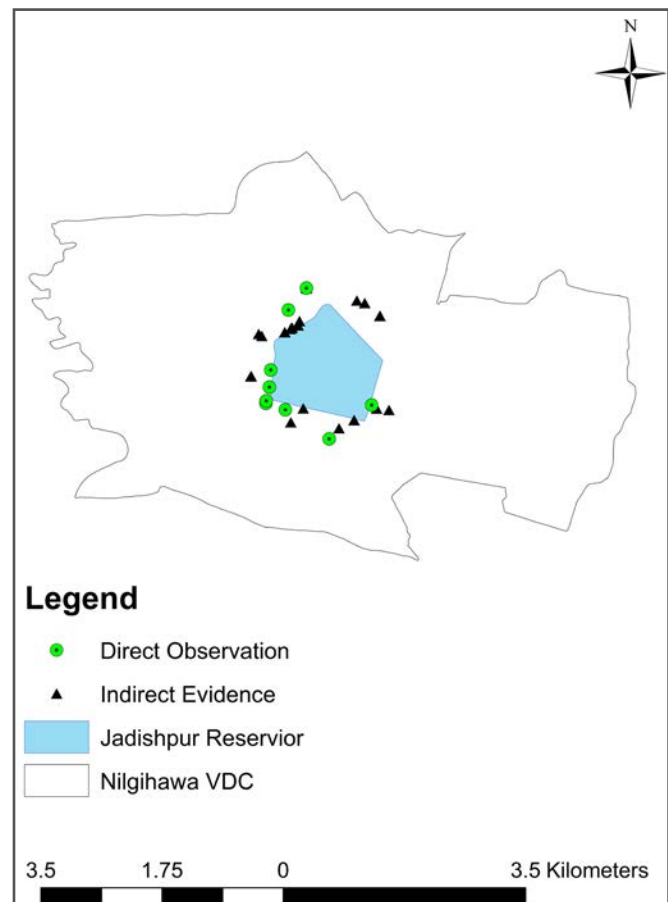 N
Legend
Direct Observation
Indirect Evidence
Jadishpur Reservior
Nilgihawa VDC
3.5 1.75 0 3.5 Kilometers